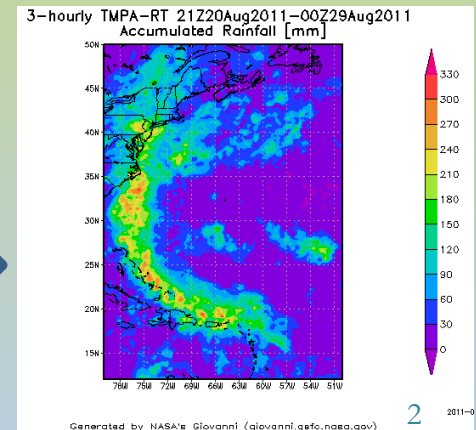 3-hourly TMPA-RT 21Z20Aug2011-00Z29Aug2011
Accumulated Rainfall [mm]
50N
45N
40N
35N
30N
25N
20N
15N
78W 75W 72W 69W 66W 63W 60W 57W 54W 51W
330
300
270
240
210
180
150
120
90
60
30
0
Generated by NASA's Giovanni (giovanni.gsfc.nasa.gov)
2
2011-0